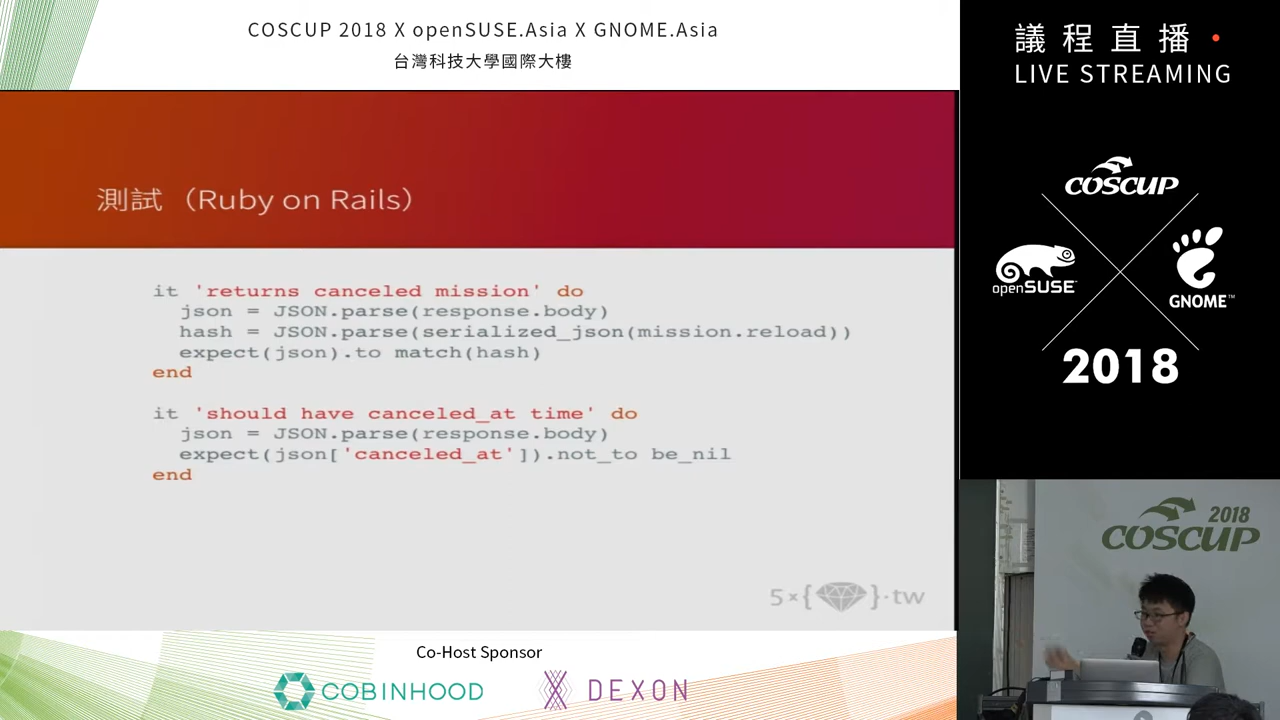 COSCUP 2018 X openSUSE.Asia X GNOME.Asia
台灣科技大學國際大樓
議程直播
LIVE STREAMING
COSCUP
openSUSE
GNOME™
2018
測試（Ruby on Rails）
it 'returns canceled mission' do
  json = JSON.parse(response.body)
  hash = JSON.parse(serialized_json(mission.reload))
  expect(json).to match(hash)
end
it 'should have canceled_at time' do
  json = JSON.parse(response.body)
  expect(json['canceled_at']).not_to be_nil
end
5×{ }·tw
2018
COSCUP
Co-Host Sponsor
COBINHOOD
DEXON